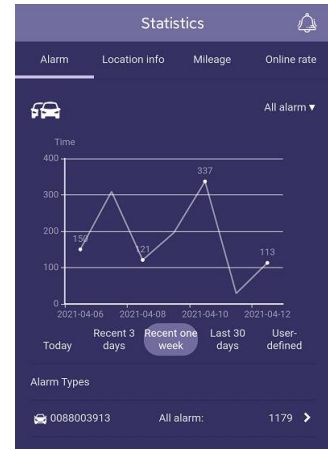 Statistics
Alarm Location info Mileage Online rate
All alarm ▾
Time
400
337
300
200
150
121
113
100
0
2021-04-06 2021-04-08 2021-04-10 2021-04-12
Today Recent 3 days Recent one week Last 30 days User-defined
Alarm Types
0088003913 All alarm: 1179 >